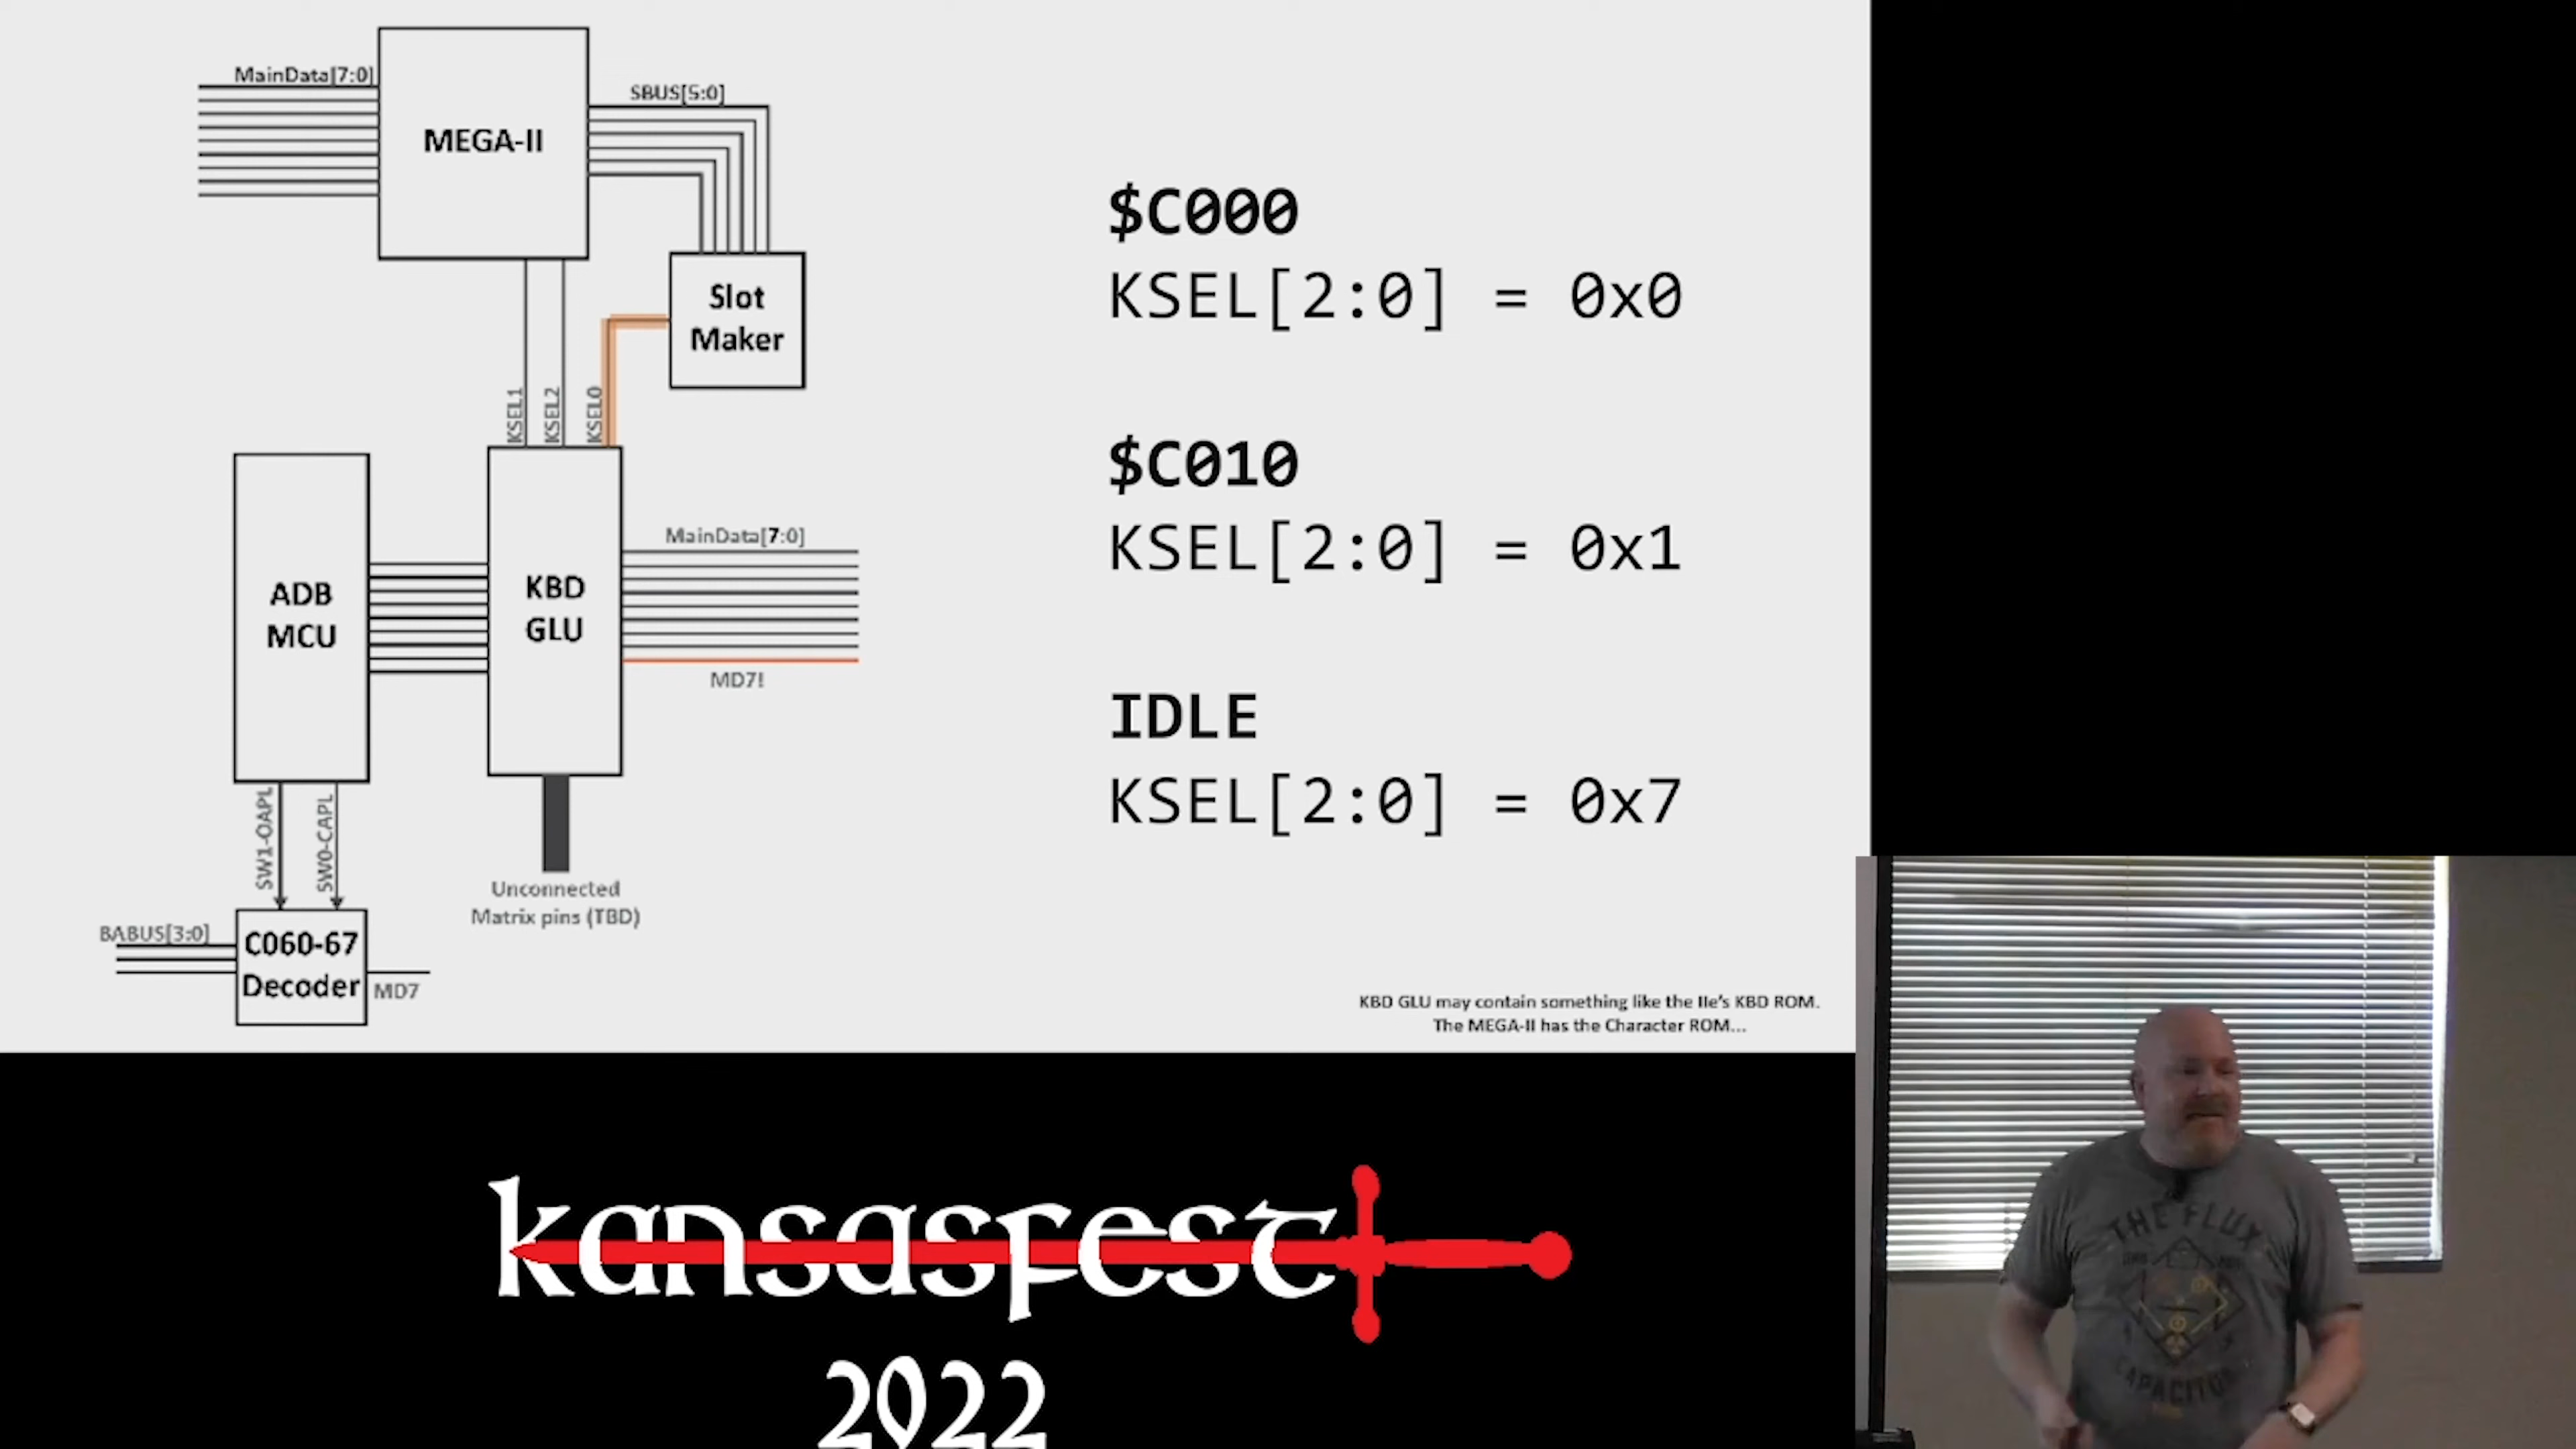 MainData[7:0]
MEGA-II
SBUS[5:0]
Slot
Maker
KSEL1
KSEL2
KSEL0
ADB
MCU
KBD
GLU
MainData[7:0]
MD7!
SW1-OAPL
SW0-CAPL
Unconnected
Matrix pins (TBD)
BABUS[3:0]
C060-67
Decoder
MD7
$C000
KSEL[2:0] = 0x0
$C010
KSEL[2:0] = 0x1
IDLE
KSEL[2:0] = 0x7
KBD GLU may contain something like the IIe's KBD ROM.
The MEGA-II has the Character ROM...
kansasfest
2022
THE FLUX
CAPACITOR